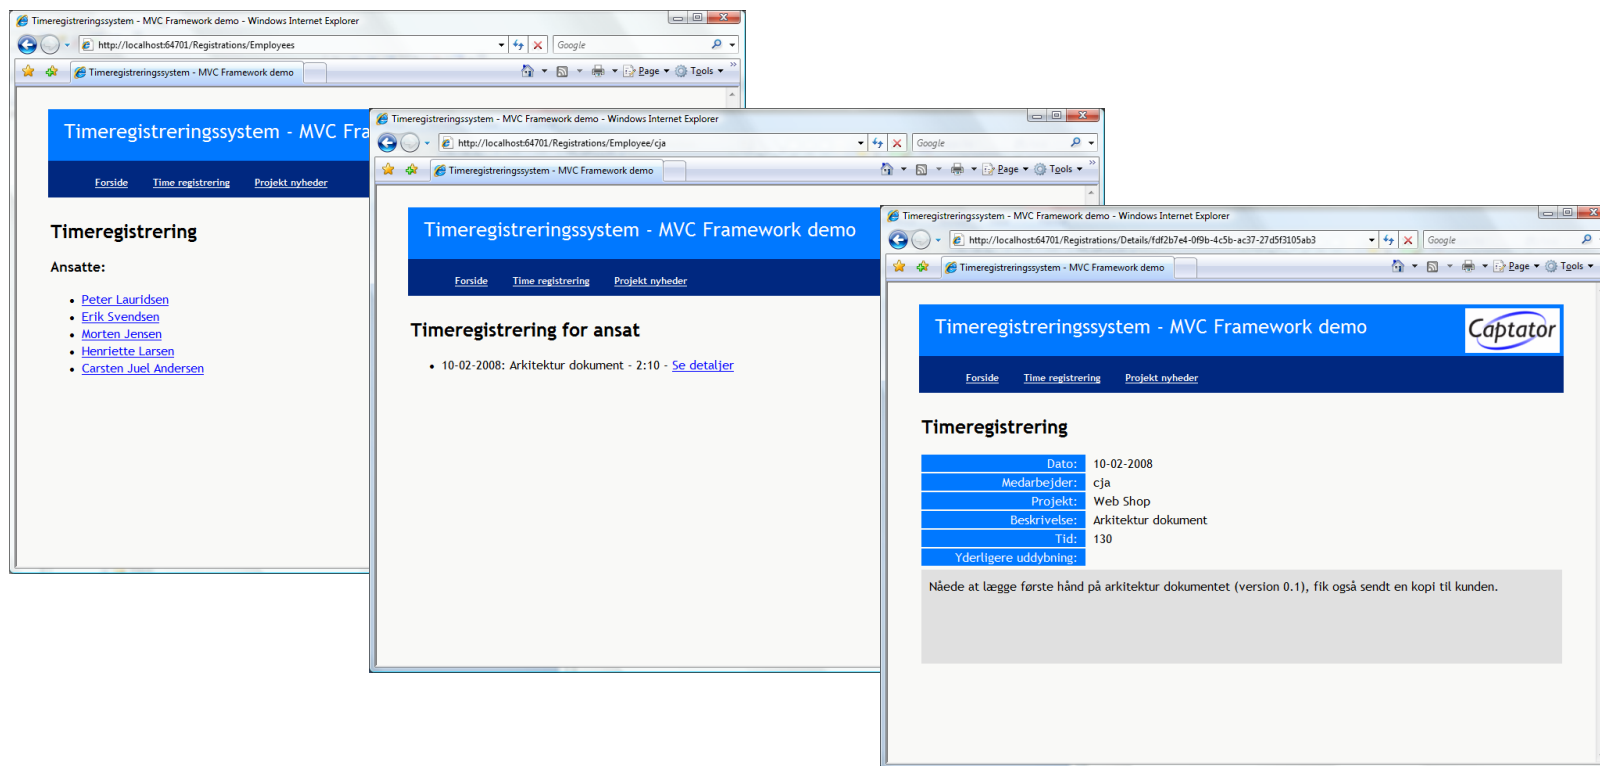 Timeregistreringssystem - MVC Framework demo - Windows Internet Explorer
http://localhost:64701/Registrations/Employees
Google
Timeregistreringssystem - MVC Framework demo
Page
Tools
Timeregistreringssystem - MVC Fra
Forside Time registrering Projekt nyheder
Timeregistrering
Ansatte:
Peter Lauridsen
Erik Svendsen
Morten Jensen
Henriette Larsen
Carsten Juel Andersen
Timeregistreringssystem - MVC Framework demo - Windows Internet Explorer
http://localhost:64701/Registrations/Employee/cja
Google
Timeregistreringssystem - MVC Framework demo
Page
Tools
Timeregistreringssystem - MVC Framework demo
Forside Time registrering Projekt nyheder
Timeregistrering for ansat
10-02-2008: Arkitektur dokument - 2:10 - Se detaljer
Timeregistreringssystem - MVC Framework demo - Windows Internet Explorer
http://localhost:64701/Registrations/Details/fdf2b7e4-0f9b-4c5b-ac37-27d5f3105ab3
Google
Timeregistreringssystem - MVC Framework demo
Page
Tools
Timeregistreringssystem - MVC Framework demo
Captator
Forside Time registrering Projekt nyheder
Timeregistrering
Dato: 10-02-2008
Medarbejder: cja
Projekt: Web Shop
Beskrivelse: Arkitektur dokument
Tid: 130
Yderligere uddybning:
Nåede at lægge første hånd på arkitektur dokumentet (version 0.1), fik også sendt en kopi til kunden.